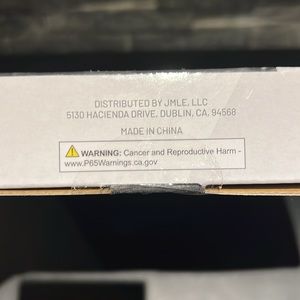 DISTRIBUTED BY JMLE, LLC
5130 HACIENDA DRIVE, DUBLIN, CA, 94568
MADE IN CHINA
WARNING: Cancer and Reproductive Harm -
www.P65Warnings.ca.gov